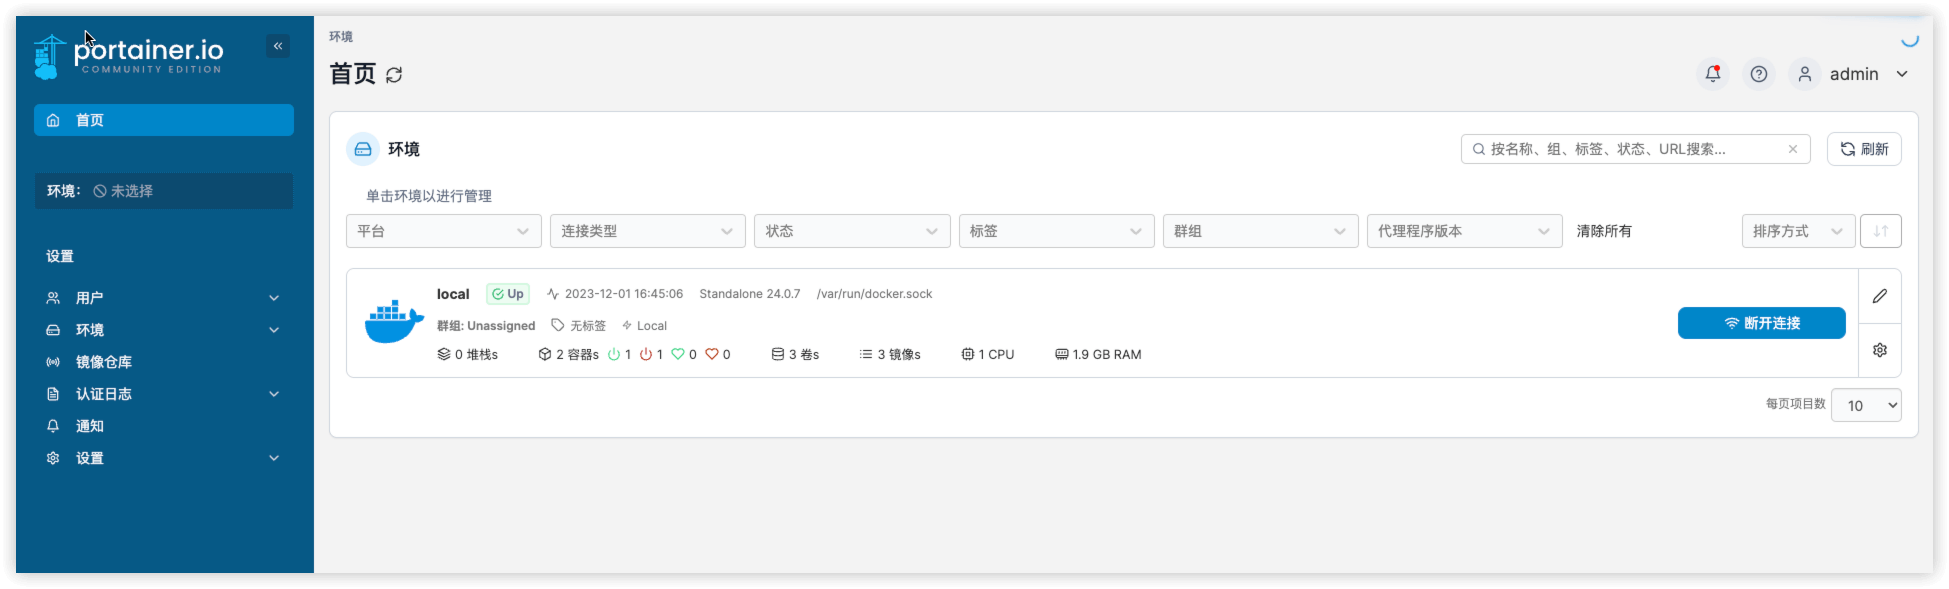 portainer.io
COMMUNITY EDITION
首页
环境: 未选择
设置
用户
环境
镜像仓库
认证日志
通知
设置
环境
首页
admin
环境
按名称、组、标签、状态、URL搜索...
刷新
单击环境以进行管理
平台
连接类型
状态
标签
群组
代理程序版本
清除所有
排序方式
local Up 2023-12-01 16:45:06 Standalone 24.0.7 /var/run/docker.sock
群组: Unassigned 无标签 Local
0 堆栈s 2 容器s 1 1 0 0 3 卷s 3 镜像s 1 CPU 1.9 GB RAM
断开连接
每页项目数 10